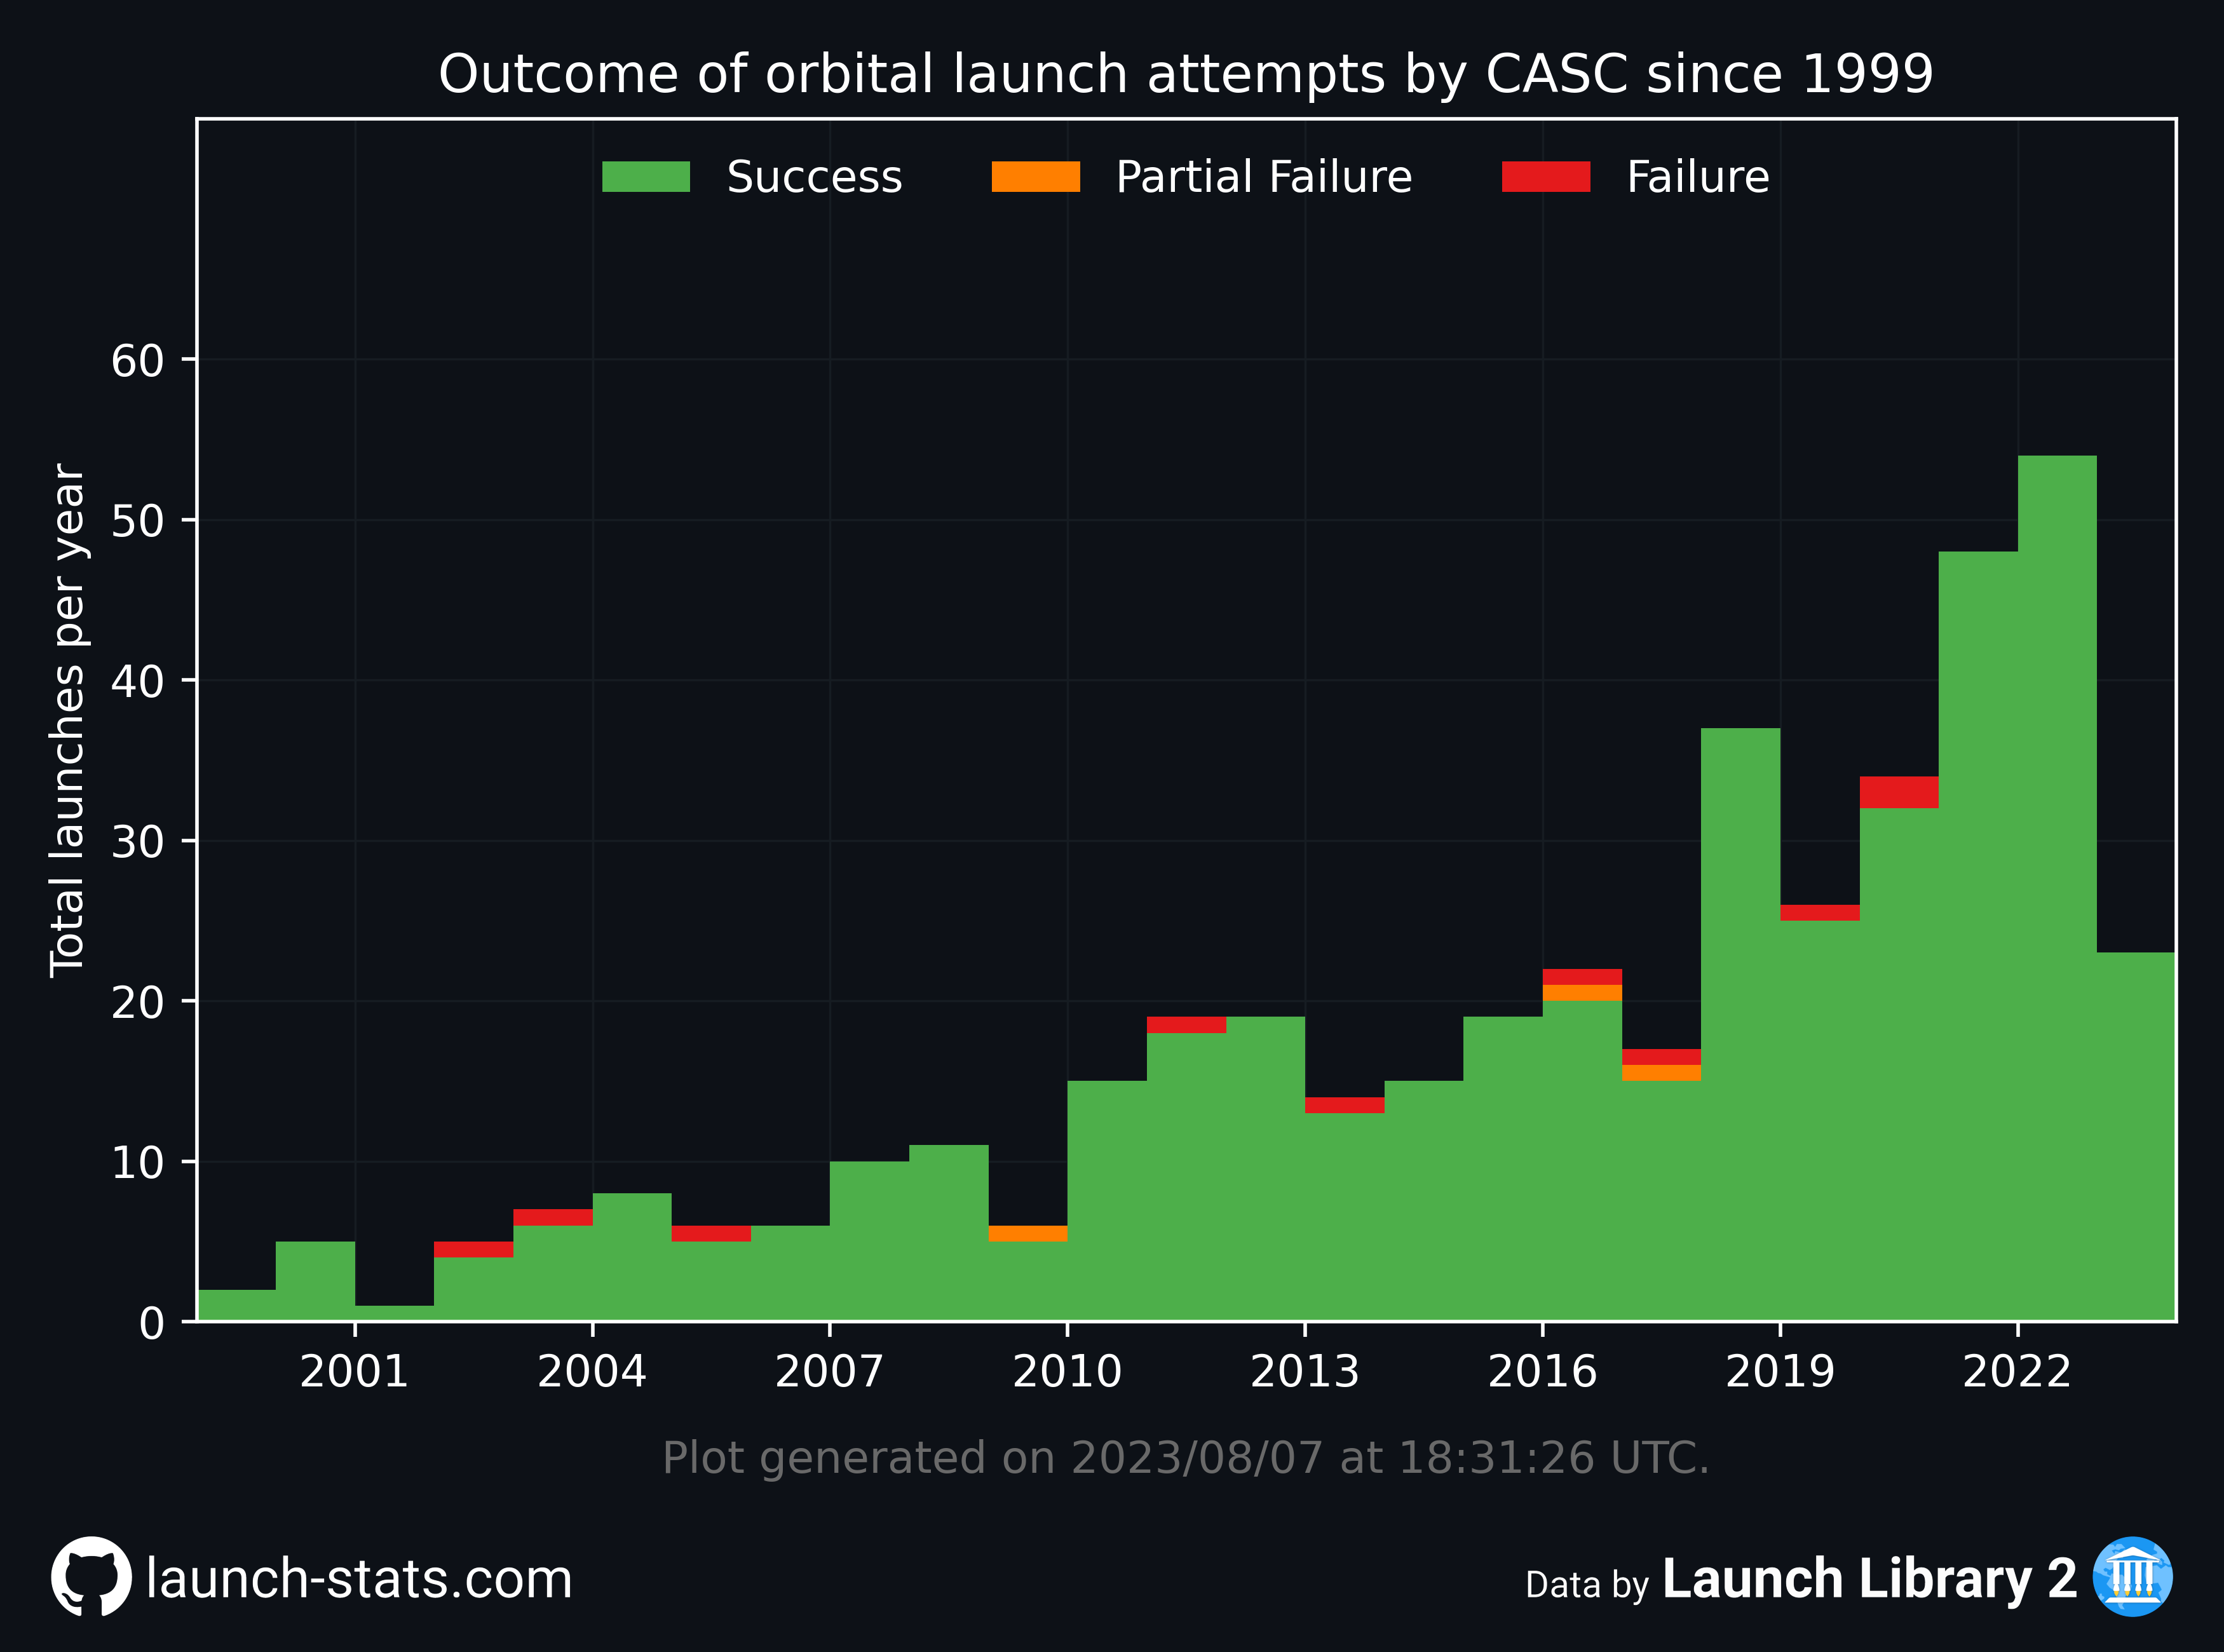 Outcome of orbital launch attempts by CASC since 1999
Success Partial Failure Failure
Total launches per year
60
50
40
30
20
10
0
2001 2004 2007 2010 2013 2016 2019 2022
Plot generated on 2023/08/07 at 18:31:26 UTC.
launch-stats.com
Data by Launch Library 2